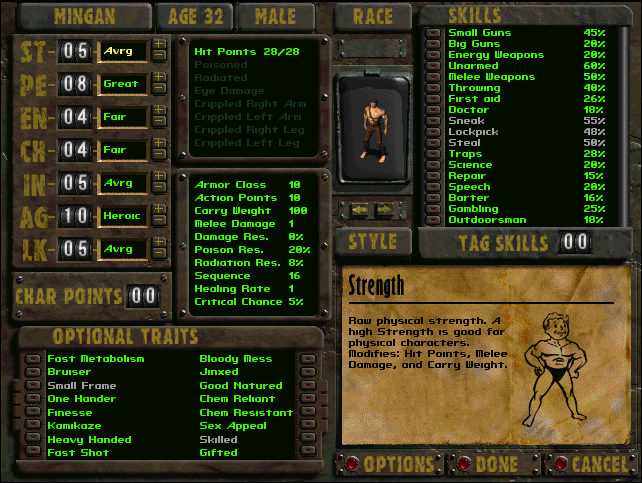 MINGAN
AGE 32
MALE
RACE
SKILLS
ST 05 Avrg
PE 08 Great
EN 04 Fair
CH 04 Fair
IN 05 Avrg
AG 10 Heroic
LK 05 Avrg
CHAR POINTS 00
Hit Points 28/28
Poisoned
Radiated
Eye Damage
Crippled Right Arm
Crippled Left Arm
Crippled Right Leg
Crippled Left Leg
Armor Class 10
Action Points 10
Carry Weight 100
Melee Damage 1
Damage Res. 0%
Poison Res. 20%
Radiation Res. 8%
Sequence 16
Healing Rate 1
Critical Chance 5%
STYLE
Small Guns 45%
Big Guns 20%
Energy Weapons 20%
Unarmed 60%
Melee Weapons 50%
Throwing 40%
First aid 26%
Doctor 18%
Sneak 55%
Lockpick 48%
Steal 50%
Traps 28%
Science 20%
Repair 15%
Speech 20%
Barter 16%
Gambling 25%
Outdoorsman 18%
TAG SKILLS 00
OPTIONAL TRAITS
Fast Metabolism
Bruiser
Small Frame
One Hander
Finesse
Kamikaze
Heavy Handed
Fast Shot
Bloody Mess
Jinxed
Good Natured
Chem Reliant
Chem Resistant
Sex Appeal
Skilled
Gifted
Strength
Raw physical strength. A
high Strength is good for
physical characters.
Modifies: Hit Points, Melee
Damage, and Carry Weight.
OPTIONS
DONE
CANCEL